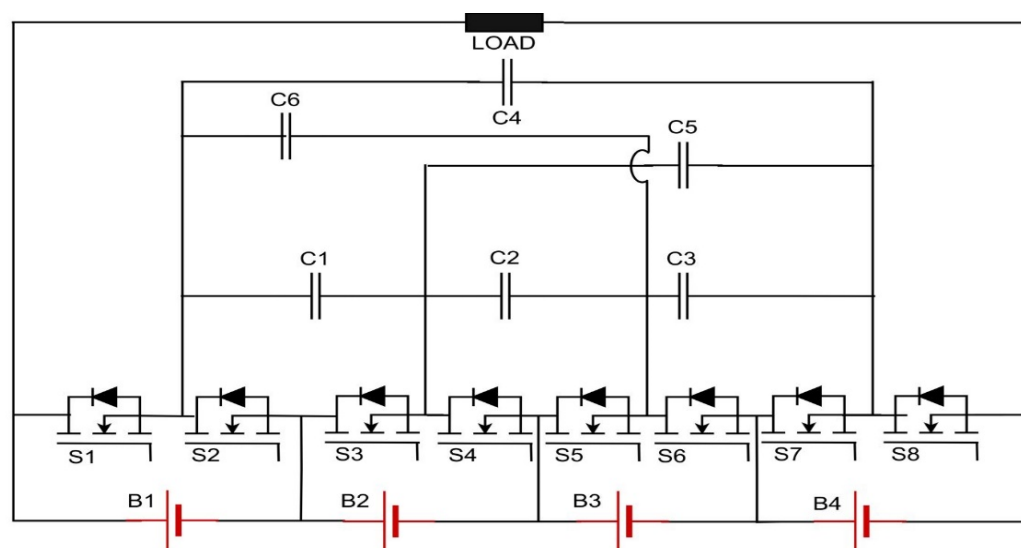 LOAD
C6
C4
C5
C1 C2 C3
S1 S2 S3 S4 S5 S6 S7 S8
B1 B2 B3 B4